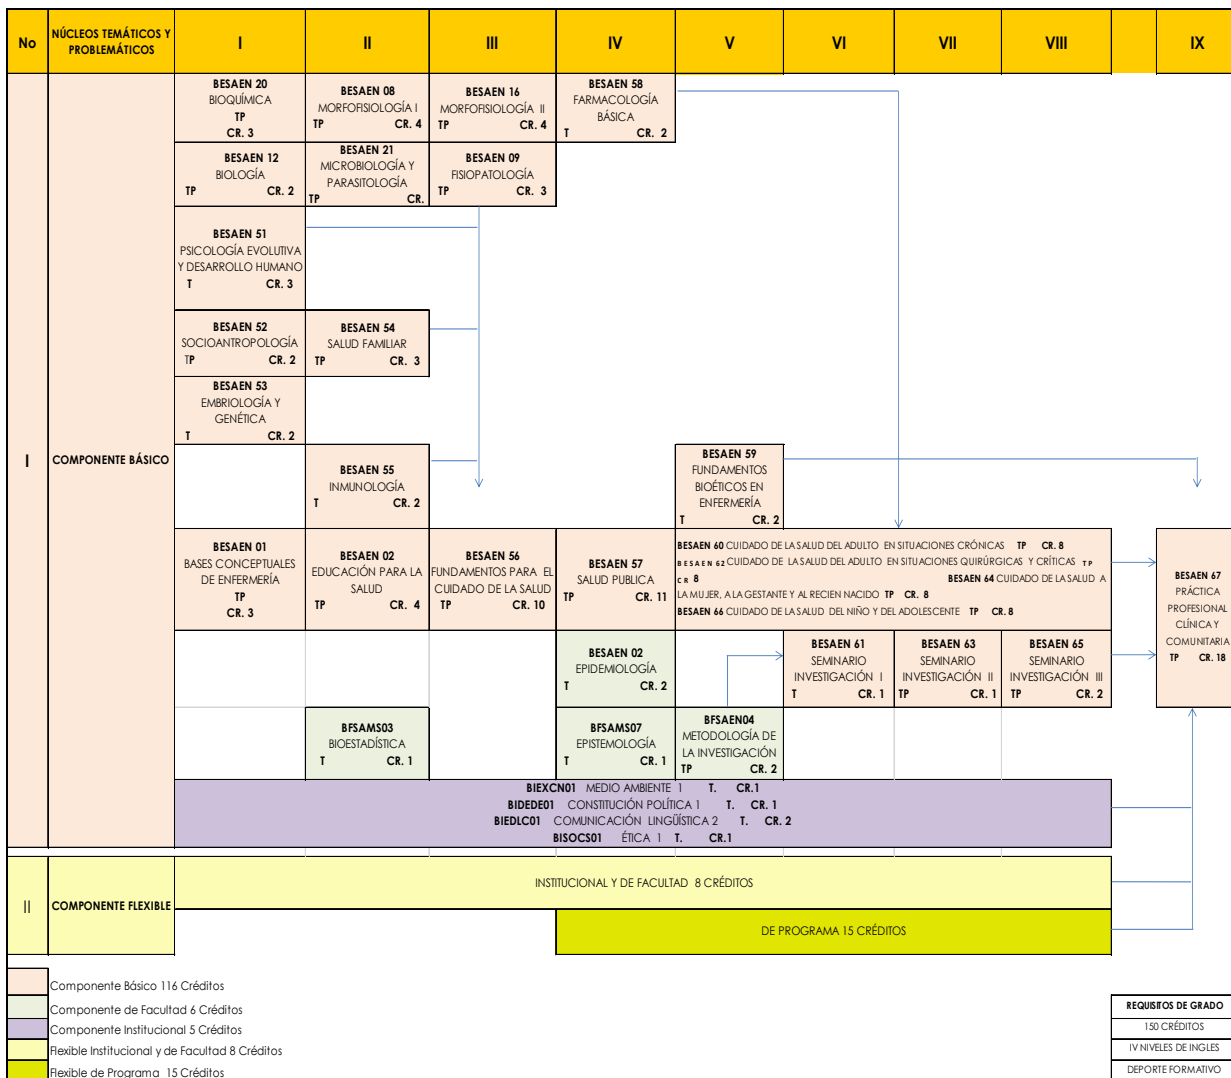 No
NÚCLEOS TEMÁTICOS Y
PROBLEMÁTICOS
I
II
III
IV
V
VI
VII
VIII
IX
I
COMPONENTE BÁSICO
BESAEN 20
BIOQUÍMICA
TP
CR. 3
BESAEN 08
MORFOFISIOLOGÍA I
TP CR. 4
BESAEN 16
MORFOFISIOLOGÍA II
TP CR. 4
BESAEN 58
FARMACOLOGÍA
BÁSICA
T CR. 2
BESAEN 12
BIOLOGÍA
TP CR. 2
BESAEN 21
MICROBIOLOGÍA Y
PARASITOLOGÍA
TP CR.
BESAEN 09
FISIOPATOLOGÍA
TP CR. 3
BESAEN 51
PSICOLOGÍA EVOLUTIVA
Y DESARROLLO HUMANO
T CR. 3
BESAEN 52
SOCIOANTROPOLOGÍA
TP CR. 2
BESAEN 54
SALUD FAMILIAR
TP CR. 3
BESAEN 53
EMBRIOLOGÍA Y
GENÉTICA
T CR. 2
BESAEN 55
INMUNOLOGÍA
T CR. 2
BESAEN 59
FUNDAMENTOS
BIOÉTICOS EN
ENFERMERÍA
T CR. 2
BESAEN 01
BASES CONCEPTUALES
DE ENFERMERÍA
TP
CR. 3
BESAEN 02
EDUCACIÓN PARA LA
SALUD
TP CR. 4
BESAEN 56
FUNDAMENTOS PARA EL
CUIDADO DE LA SALUD
TP CR. 10
BESAEN 57
SALUD PUBLICA
TP CR. 11
BESAEN 60 CUIDADO DE LA SALUD DEL ADULTO EN SITUACIONES CRÓNICAS TP CR. 8
BESAEN 62 CUIDADO DE LA SALUD DEL ADULTO EN SITUACIONES QUIRÚRGICAS Y CRÍTICAS TP
CR 8 BESAEN 64 CUIDADO DE LA SALUD A
LA MUJER, A LA GESTANTE Y AL RECIEN NACIDO TP CR. 8
BESAEN 66 CUIDADO DE LA SALUD DEL NIÑO Y DEL ADOLESCENTE TP CR. 8
BESAEN 67
PRÁCTICA
PROFESIONAL
CLÍNICA Y
COMUNITARIA
TP CR. 18
BESAEN 02
EPIDEMIOLOGÍA
T CR. 2
BESAEN 61
SEMINARIO
INVESTIGACIÓN I
T CR. 1
BESAEN 63
SEMINARIO
INVESTIGACIÓN II
TP CR. 1
BESAEN 65
SEMINARIO
INVESTIGACIÓN III
TP CR. 2
BFSAMS03
BIOESTADÍSTICA
T CR. 1
BFSAMS07
EPISTEMOLOGÍA
T CR. 1
BFSAEN04
METODOLOGÍA DE
LA INVESTIGACIÓN
TP CR. 2
BIEXCN01 MEDIO AMBIENTE 1 T. CR.1
BIDEDE01 CONSTITUCIÓN POLÍTICA 1 T. CR. 1
BIEDLC01 COMUNICACIÓN LINGÜÍSTICA 2 T. CR. 2
BISOCS01 ÉTICA 1 T. CR.1
II
COMPONENTE FLEXIBLE
INSTITUCIONAL Y DE FACULTAD 8 CRÉDITOS
DE PROGRAMA 15 CRÉDITOS
Componente Básico 116 Créditos
Componente de Facultad 6 Créditos
Componente Institucional 5 Créditos
Flexible Institucional y de Facultad 8 Créditos
Flexible de Programa 15 Créditos
REQUISITOS DE GRADO
150 CRÉDITOS
IV NIVELES DE INGLES
DEPORTE FORMATIVO